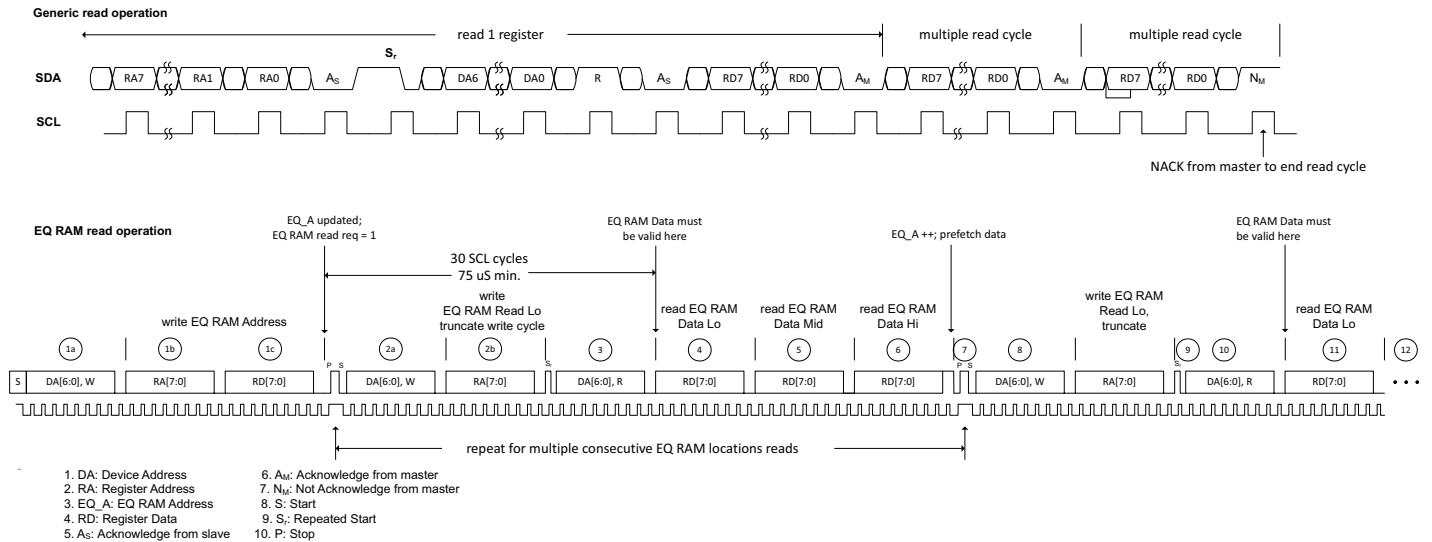 Generic read operation
read 1 register
multiple read cycle
multiple read cycle
Sr
SDA
RA7
RA1
RA0
AS
DA6
DA0
R
AS
RD7
RD0
AM
RD7
RD0
AM
RD7
RD0
NM
SCL
NACK from master to end read cycle
EQ RAM read operation
EQ_A updated;
EQ RAM read req = 1
30 SCL cycles
75 uS min.
EQ RAM Data must
be valid here
EQ_A ++; prefetch data
EQ RAM Data must
be valid here
write EQ RAM Address
write
EQ RAM Read Lo
truncate write cycle
read EQ RAM
Data Lo
read EQ RAM
Data Mid
read EQ RAM
Data Hi
write EQ RAM
Read Lo,
truncate
read EQ RAM
Data Lo
1a
1b
1c
2a
2b
3
4
5
6
7
8
9
10
11
12
P S
Sr
P S
Sr
S
DA[6:0], W
RA[7:0]
RD[7:0]
DA[6:0], W
RA[7:0]
DA[6:0], R
RD[7:0]
RD[7:0]
RD[7:0]
DA[6:0], W
RA[7:0]
DA[6:0], R
RD[7:0]
• • •
repeat for multiple consecutive EQ RAM locations reads
1. DA: Device Address
2. RA: Register Address
3. EQ_A: EQ RAM Address
4. RD: Register Data
5. AS: Acknowledge from slave
6. AM: Acknowledge from master
7. NM: Not Acknowledge from master
8. S: Start
9. Sr: Repeated Start
10. P: Stop